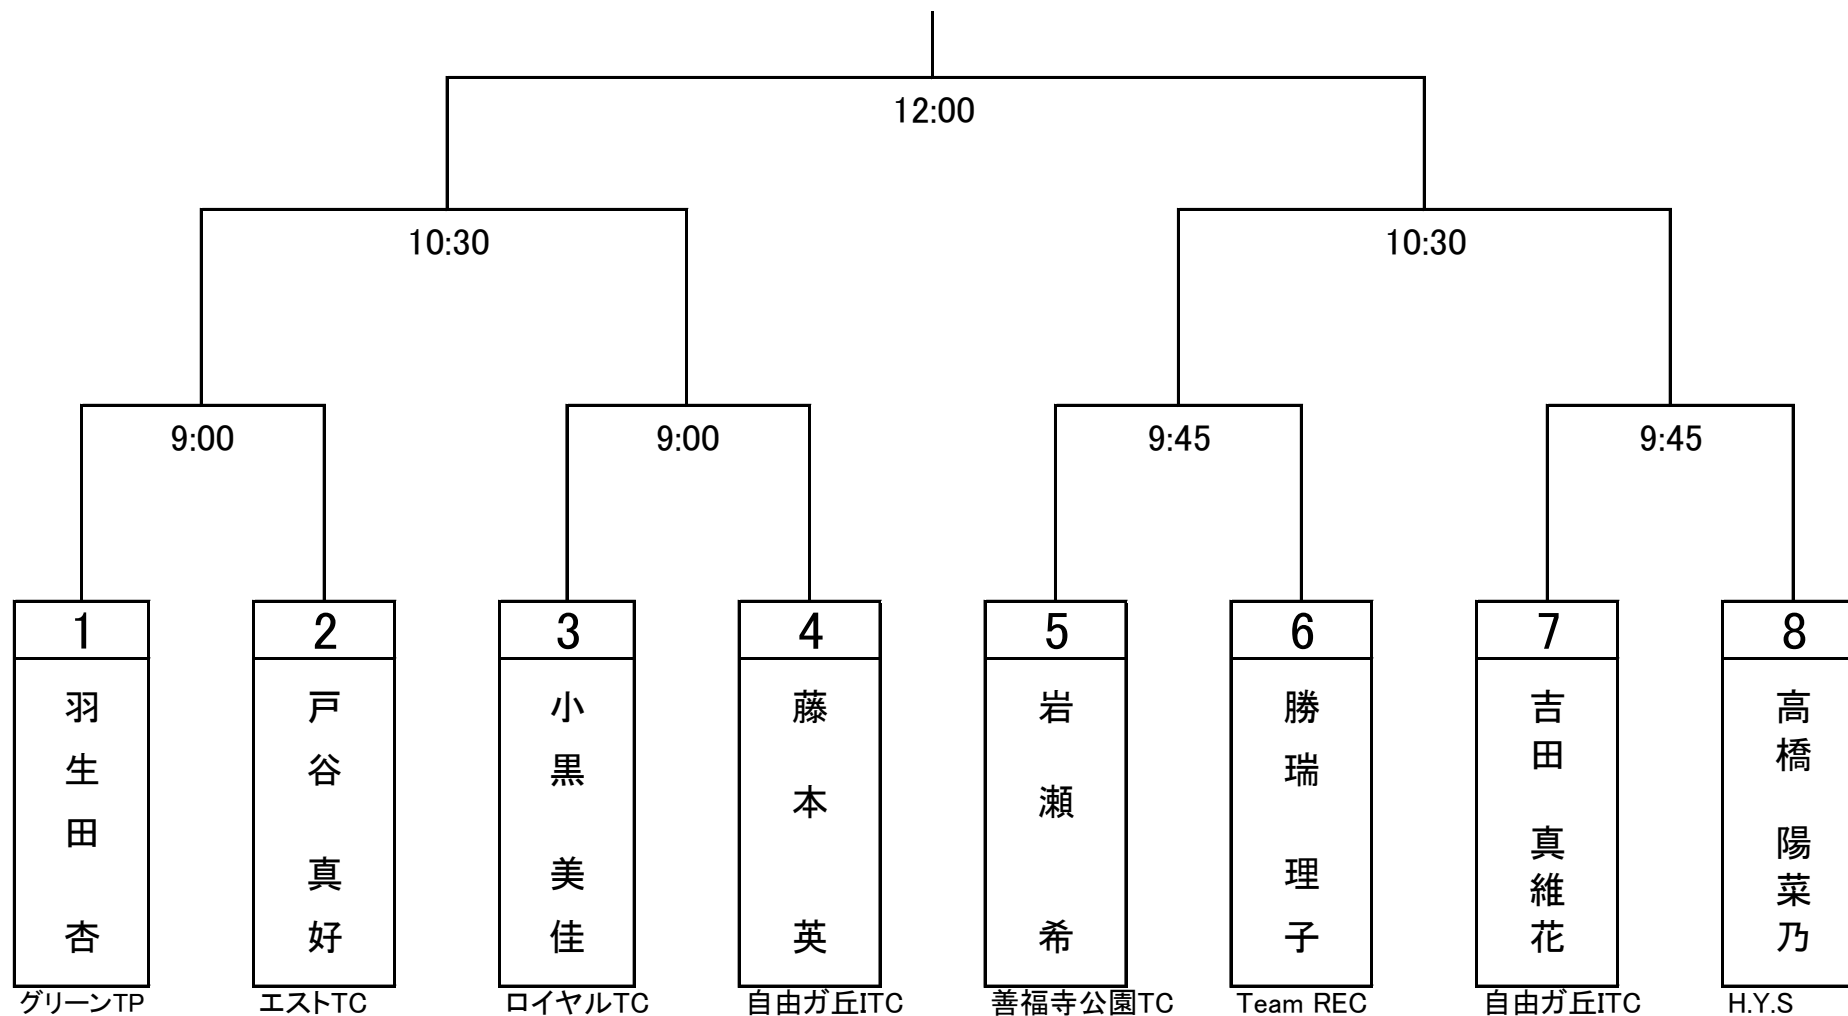 12:00
10:30
10:30
9:00
9:00
9:45
9:45
1
2
3
4
5
6
7
8
羽生田 杏
戸谷 真好
小黒 美佳
藤本 英
岩瀬 希
勝瑞 理子
吉田 真維花
高橋 陽菜乃
グリーンTP
エストTC
ロイヤルTC
自由ガ丘ITC
善福寺公園TC
Team REC
自由ガ丘ITC
H.Y.S